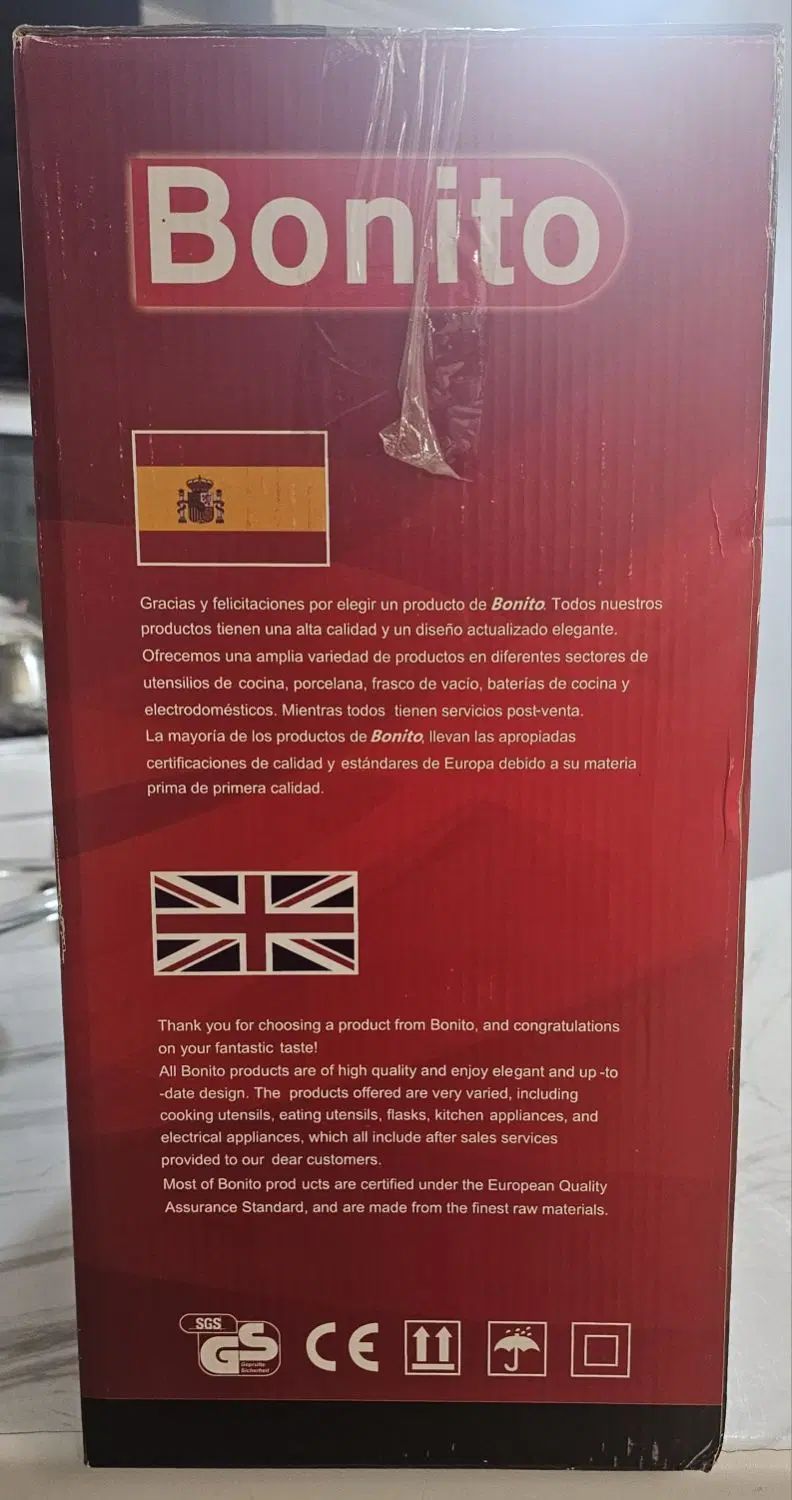 Bonito
Gracias y felicitaciones por elegir un producto de Bonito. Todos nuestros
productos tienen una alta calidad y un diseño actualizado elegante.
Ofrecemos una amplia variedad de productos en diferentes sectores de
utensilios de cocina, porcelana, frasco de vacío, baterías de cocina y
electrodomésticos. Mientras todos tienen servicios post-venta.
La mayoría de los productos de Bonito, llevan las apropiadas
certificaciones de calidad y estándares de Europa debido a su materia
prima de primera calidad.
Thank you for choosing a product from Bonito, and congratulations
on your fantastic taste!
All Bonito products are of high quality and enjoy elegant and up -to
-date design. The products offered are very varied, including
cooking utensils, eating utensils, flasks, kitchen appliances, and
electrical appliances, which all include after sales services
provided to our dear customers.
Most of Bonito prod ucts are certified under the European Quality
Assurance Standard, and are made from the finest raw materials.
SGS
GS CE
Geprüfte
Sicherheit